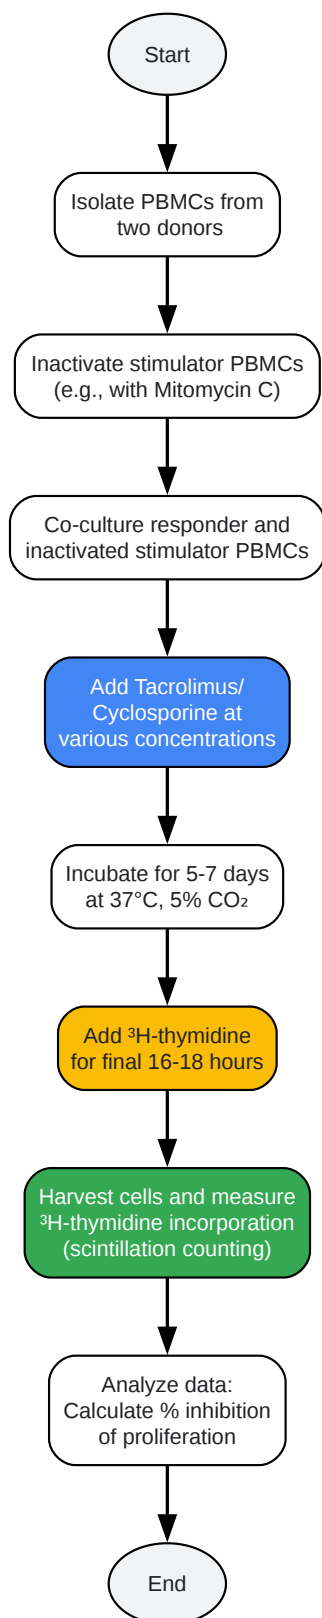 Start
Isolate PBMCs from
two donors
Inactivate stimulator PBMCs
(e.g., with Mitomycin C)
Co-culture responder and
inactivated stimulator PBMCs
Add Tacrolimus/
Cyclosporine at
various concentrations
Incubate for 5-7 days
at 37°C, 5% CO₂
Add ³H-thymidine
for final 16-18 hours
Harvest cells and measure
³H-thymidine incorporation
(scintillation counting)
Analyze data:
Calculate % inhibition
of proliferation
End